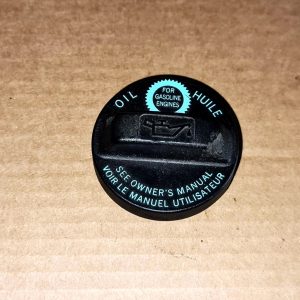 OIL
HUILE
FOR
GASOLINE
ENGINES
SEE OWNER'S MANUAL
VOIR LE MANUEL UTILISATEUR